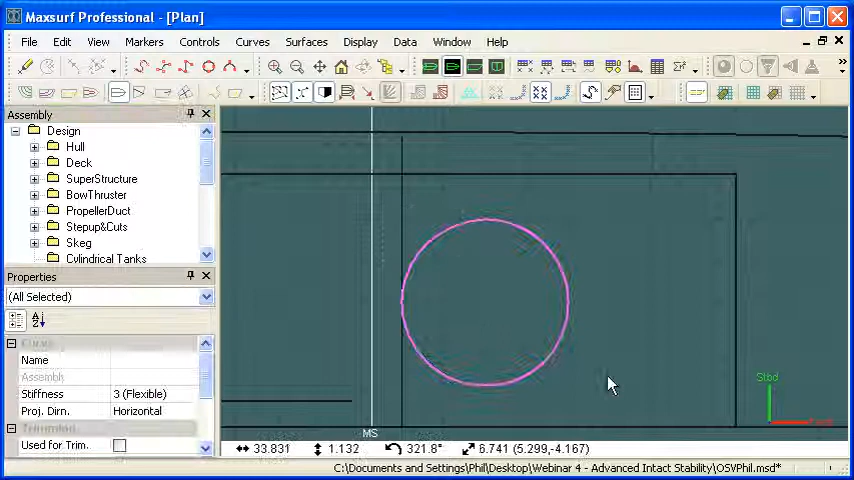 Maxsurf Professional - [Plan]
File Edit View Markers Controls Curves Surfaces Display Data Window Help
Assembly
Design
Hull
Deck
SuperStructure
BowThruster
PropellerDuct
Stepup&Cuts
Skeg
Cylindrical Tanks
Properties
(All Selected)
Name
Assembly
Stiffness 3 (Flexible)
Proj. Dirn. Horizontal
Trimming
Used for Trim.
MS
Stbd
33.831 1.132 321.8° 6.741 (5.299,-4.167)
C:\Documents and Settings\Phil\Desktop\Webinar 4 - Advanced Intact Stability\OSVPhil.msd*